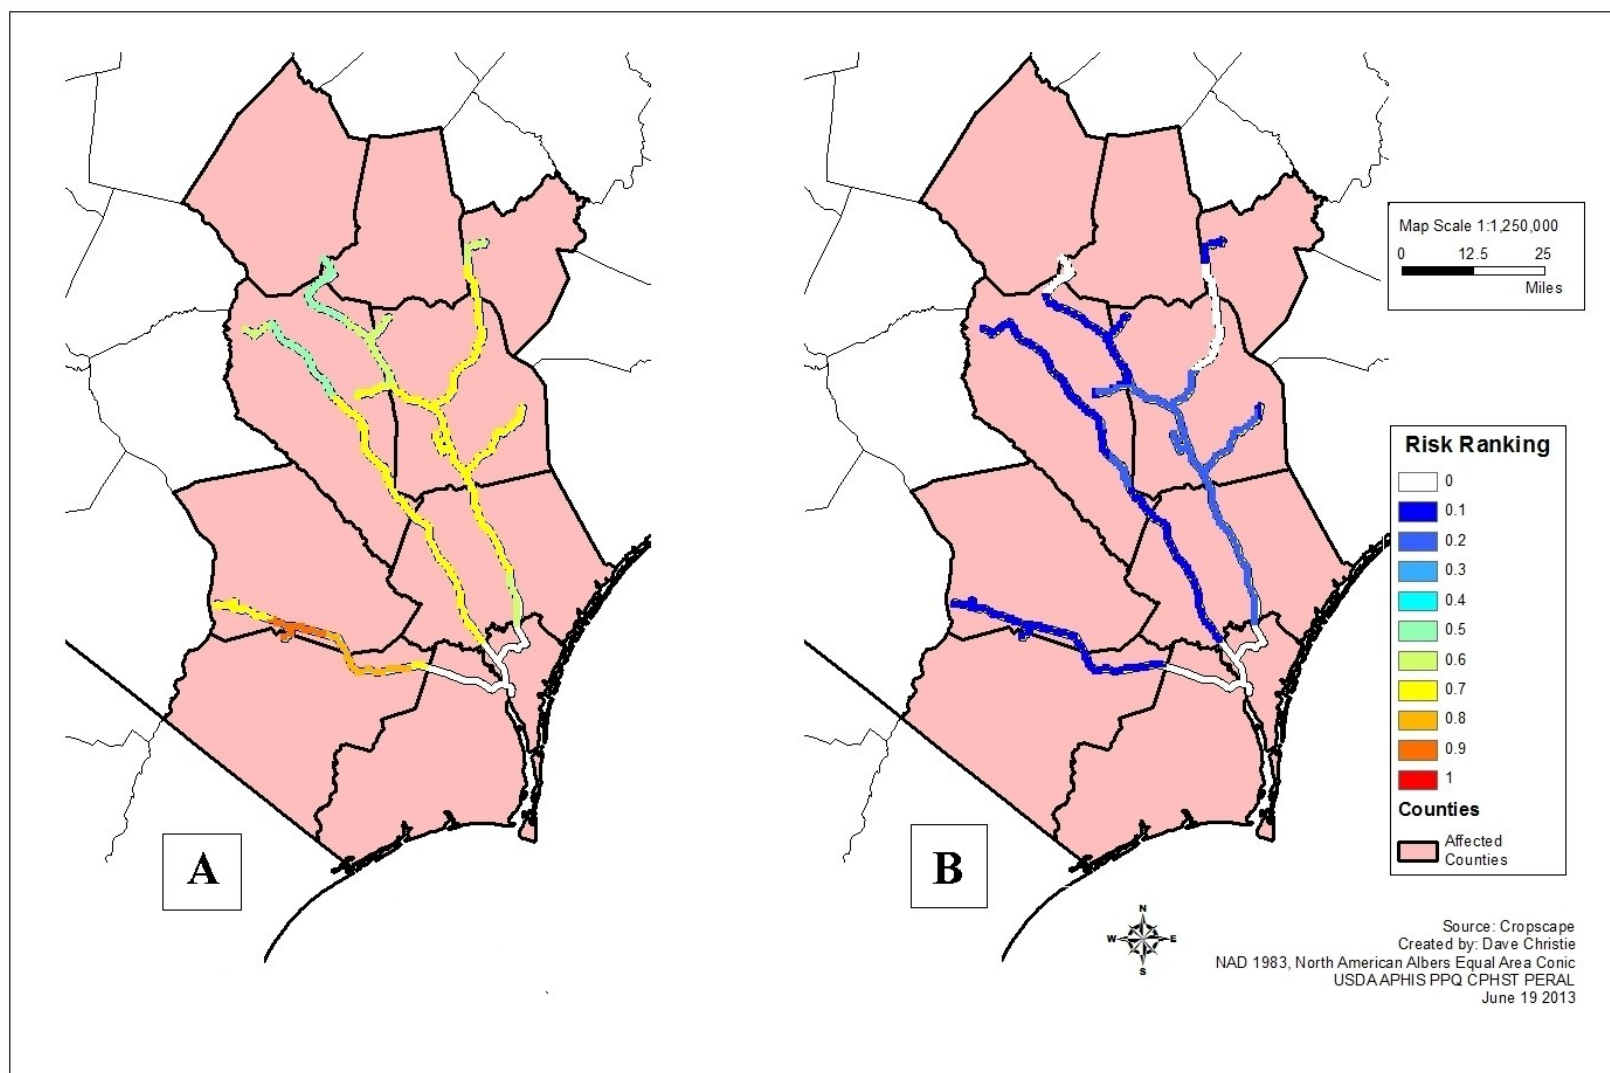 Map Scale 1:1,250,000
0 12.5 25
Miles
Risk Ranking
0
0.1
0.2
0.3
0.4
0.5
0.6
0.7
0.8
0.9
1
Counties
Affected
Counties
A
B
N
W E
S
Source: Cropscape
Created by: Dave Christie
NAD 1983, North American Albers Equal Area Conic
USDA APHIS PPQ CPHST PERAL
June 19 2013